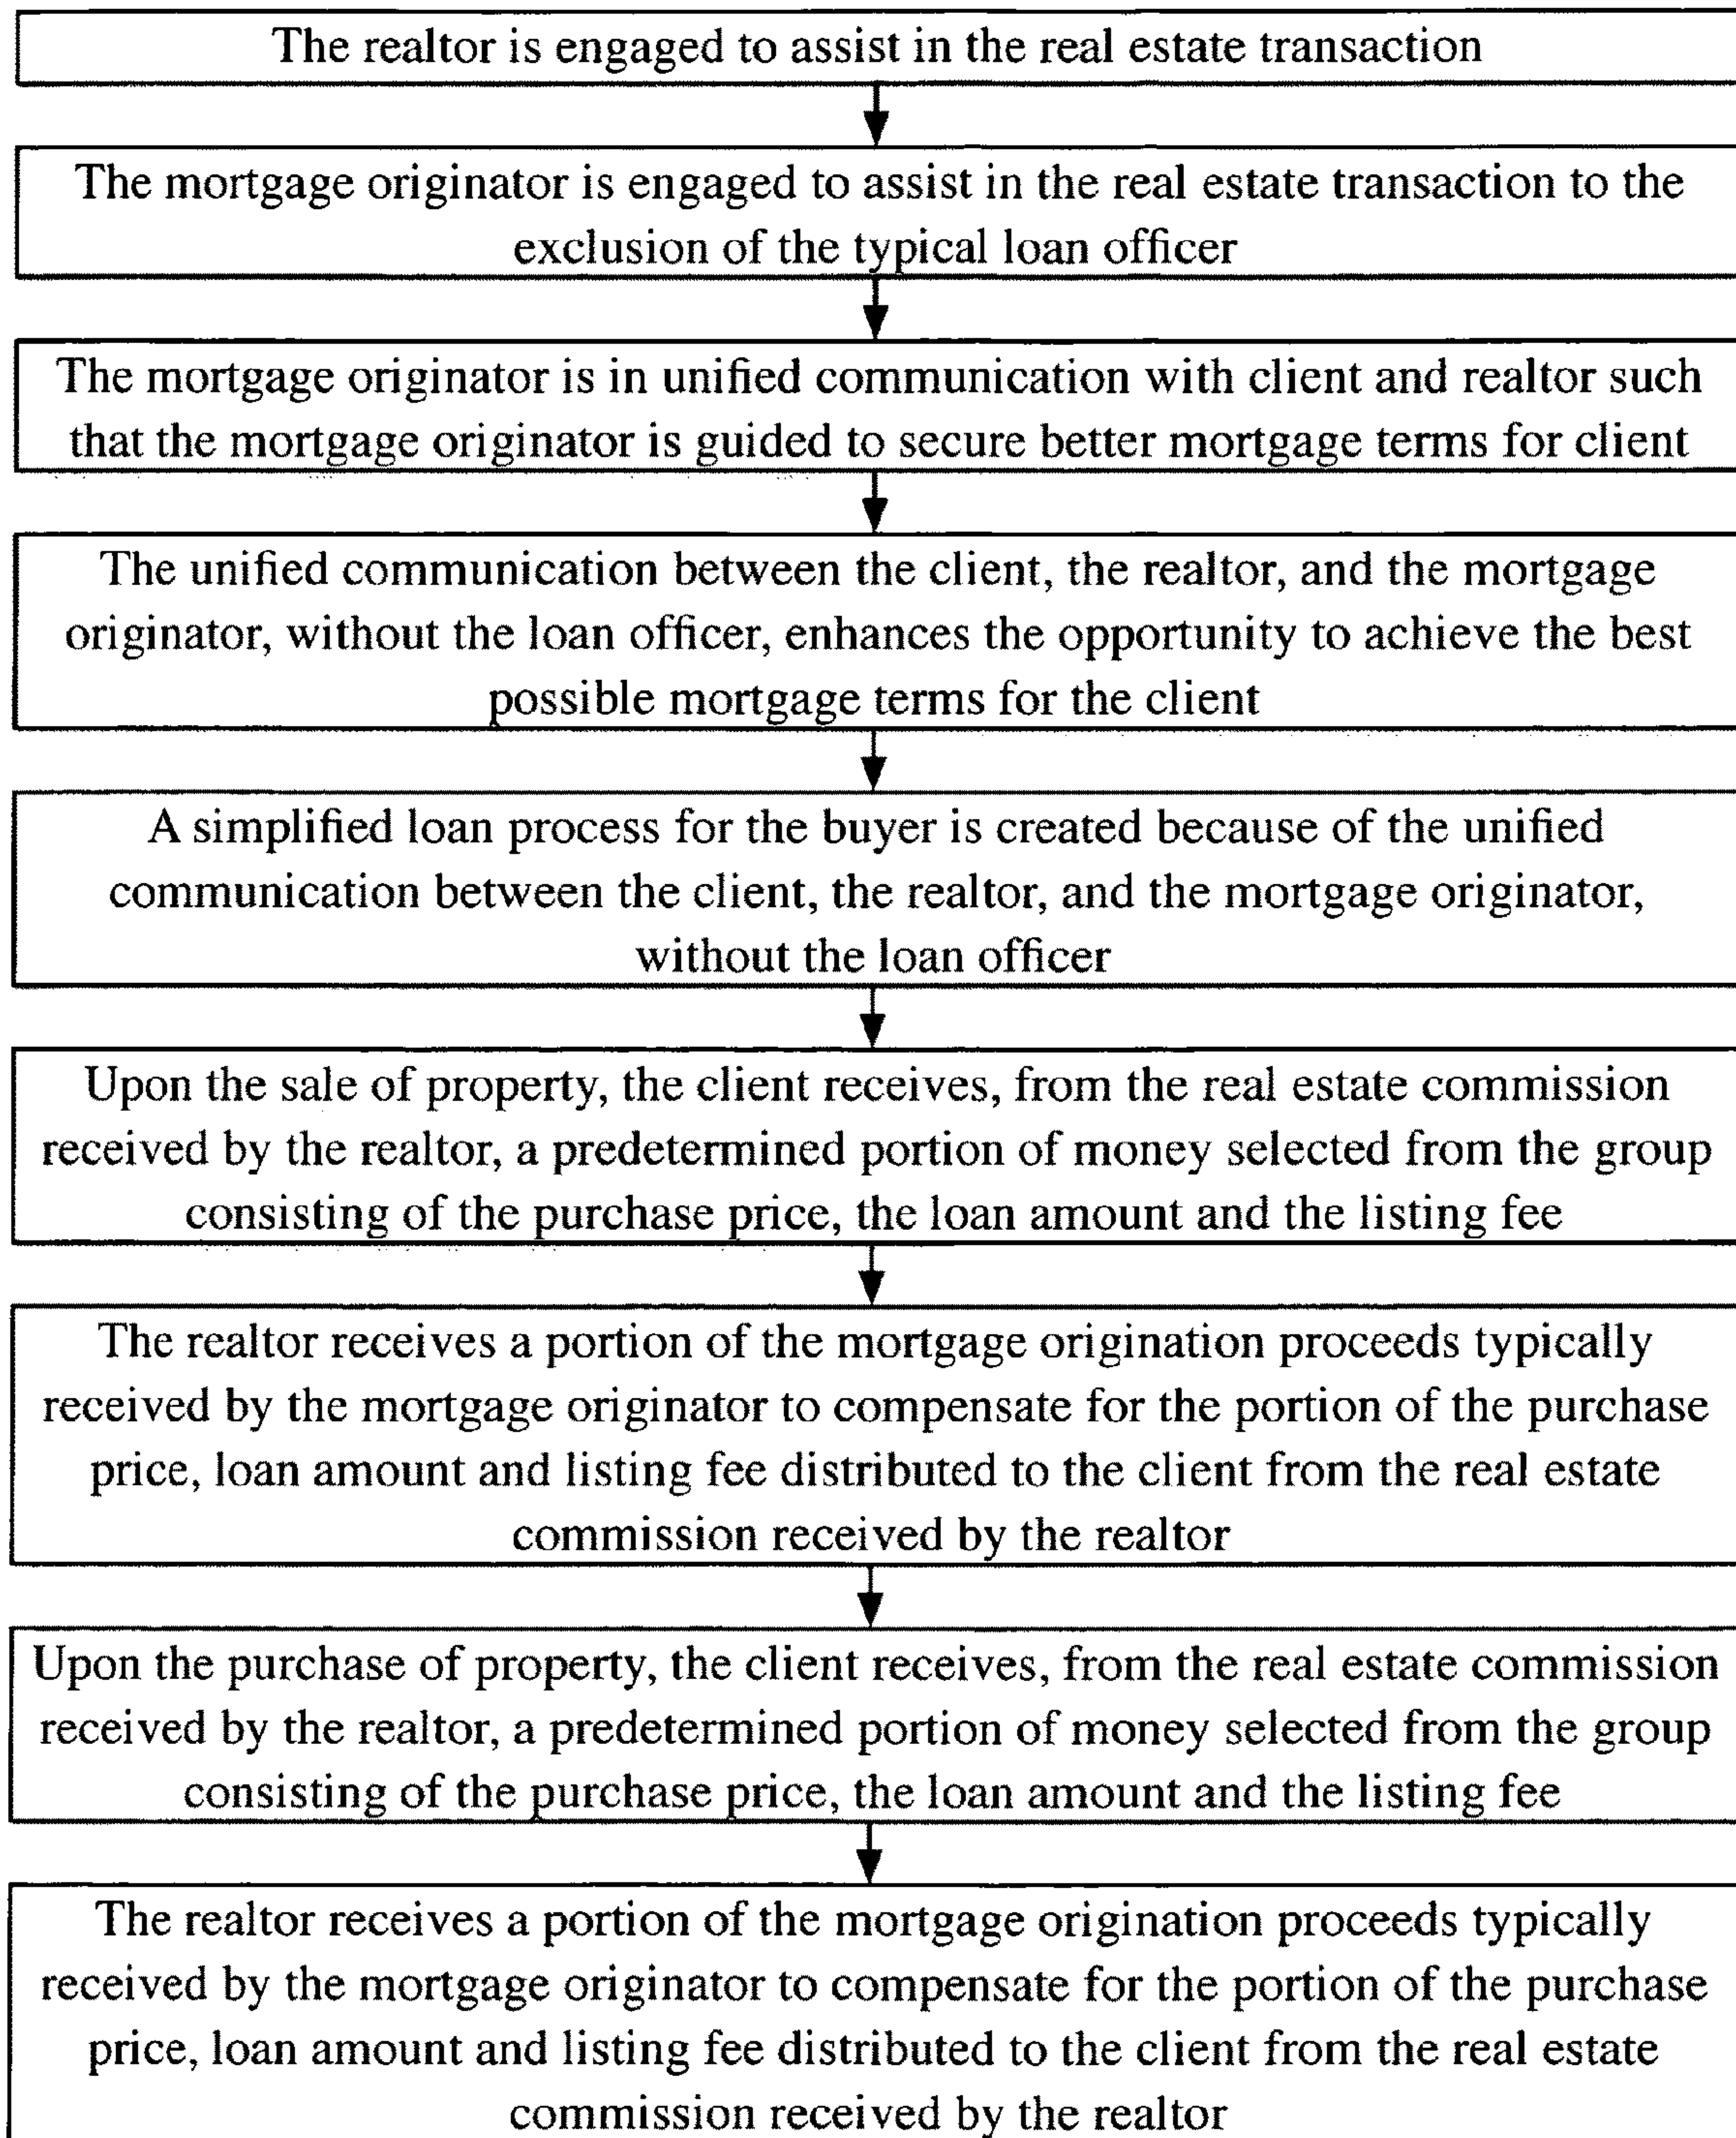 The realtor is engaged to assist in the real estate transaction
The mortgage originator is engaged to assist in the real estate transaction to the
exclusion of the typical loan officer
The mortgage originator is in unified communication with client and realtor such
that the mortgage originator is guided to secure better mortgage terms for client
The unified communication between the client, the realtor, and the mortgage
originator, without the loan officer, enhances the opportunity to achieve the best
possible mortgage terms for the client
A simplified loan process for the buyer is created because of the unified
communication between the client, the realtor, and the mortgage originator,
without the loan officer
Upon the sale of property, the client receives, from the real estate commission
received by the realtor, a predetermined portion of money selected from the group
consisting of the purchase price, the loan amount and the listing fee
The realtor receives a portion of the mortgage origination proceeds typically
received by the mortgage originator to compensate for the portion of the purchase
price, loan amount and listing fee distributed to the client from the real estate
commission received by the realtor
Upon the purchase of property, the client receives, from the real estate commission
received by the realtor, a predetermined portion of money selected from the group
consisting of the purchase price, the loan amount and the listing fee
The realtor receives a portion of the mortgage origination proceeds typically
received by the mortgage originator to compensate for the portion of the purchase
price, loan amount and listing fee distributed to the client from the real estate
commission received by the realtor